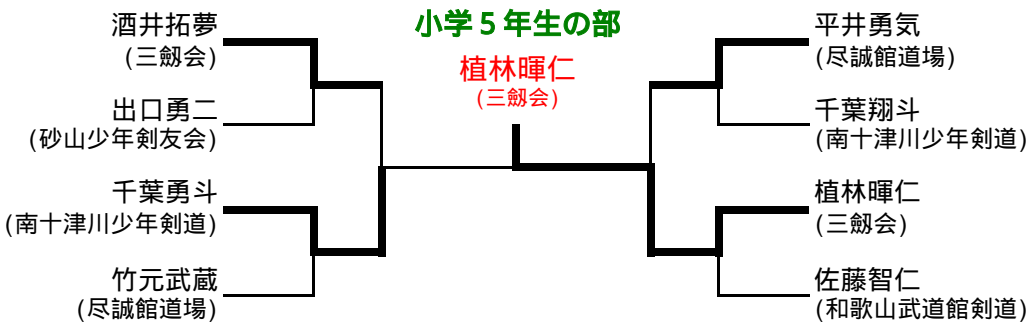 小学５年生の部
植林暉仁
(三劔会)
酒井拓夢
(三劔会)
出口勇二
(砂山少年剣友会)
千葉勇斗
(南十津川少年剣道)
竹元武蔵
(尽誠館道場)
平井勇気
(尽誠館道場)
千葉翔斗
(南十津川少年剣道)
植林暉仁
(三劔会)
佐藤智仁
(和歌山武道館剣道)